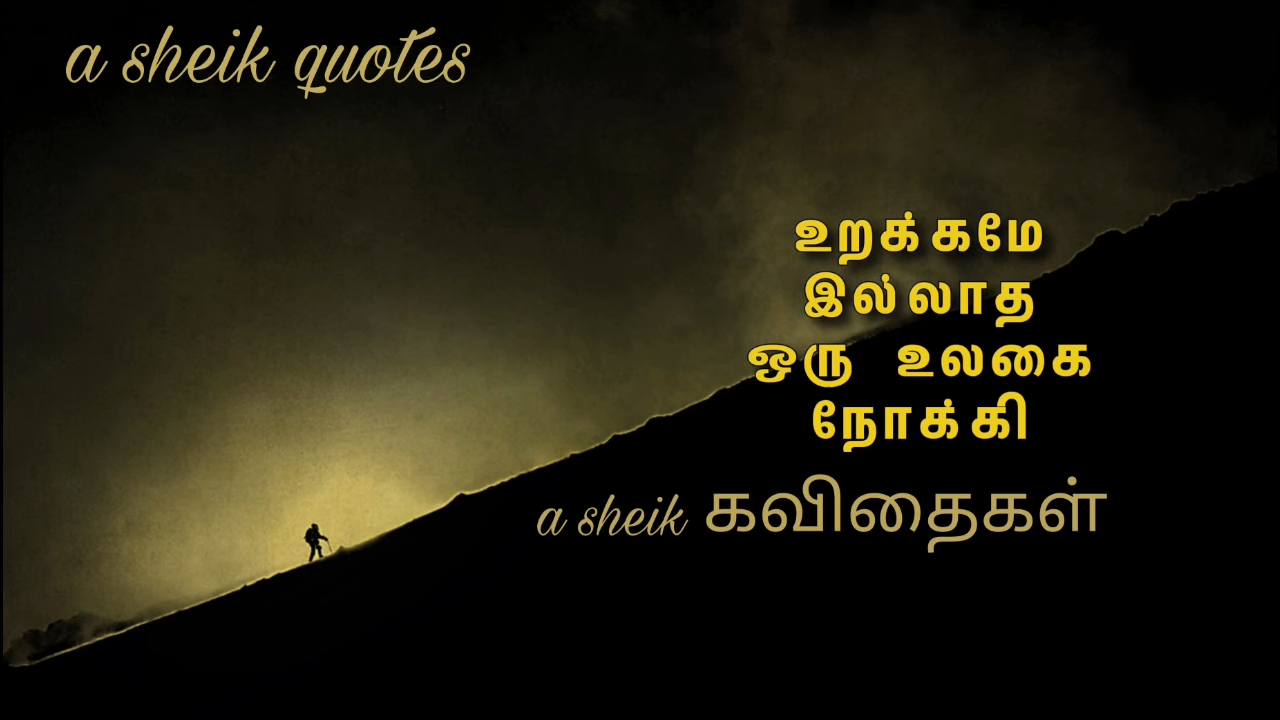 a sheik quotes
உறக்கமே
இல்லாத
ஒரு உலகை
நோக்கி
a sheik கவிதைகள்